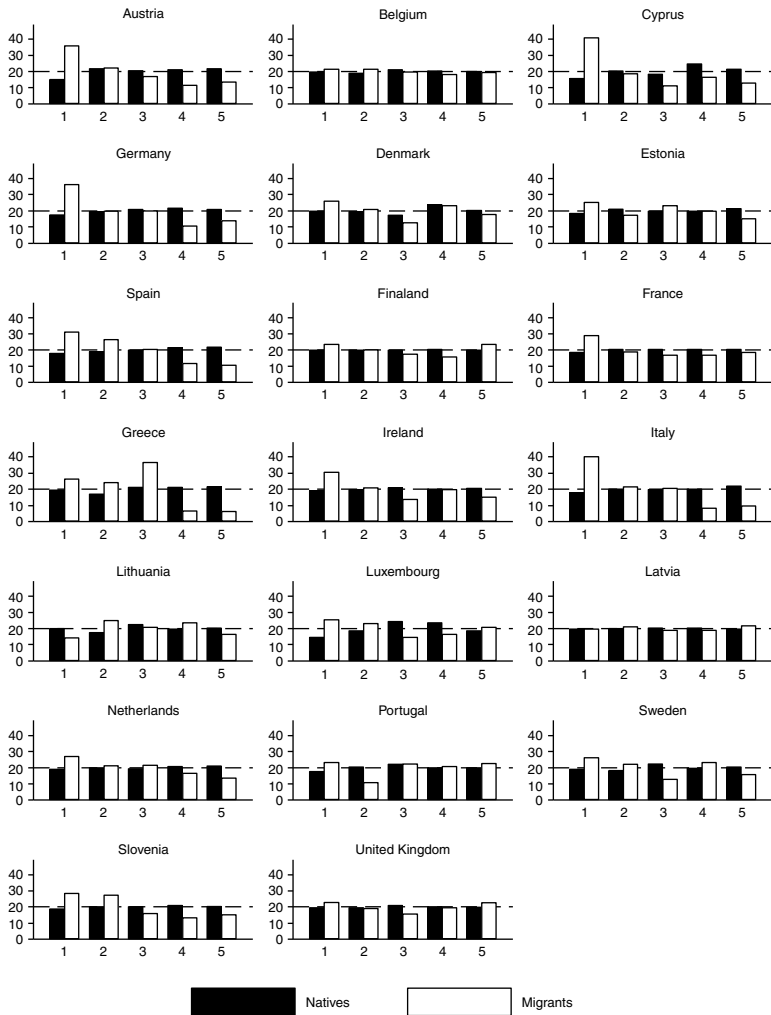 Austria Belgium Cyprus
40 40 40
30 30 30
20 20 20
10 10 10
0 0 0
1 2 3 4 5 1 2 3 4 5 1 2 3 4 5
Germany Denmark Estonia
40 40 40
30 30 30
20 20 20
10 10 10
0 0 0
1 2 3 4 5 1 2 3 4 5 1 2 3 4 5
Spain Finaland France
40 40 40
30 30 30
20 20 20
10 10 10
0 0 0
1 2 3 4 5 1 2 3 4 5 1 2 3 4 5
Greece Ireland Italy
40 40 40
30 30 30
20 20 20
10 10 10
0 0 0
1 2 3 4 5 1 2 3 4 5 1 2 3 4 5
Lithuania Luxembourg Latvia
40 40 40
30 30 30
20 20 20
10 10 10
0 0 0
1 2 3 4 5 1 2 3 4 5 1 2 3 4 5
Netherlands Portugal Sweden
40 40 40
30 30 30
20 20 20
10 10 10
0 0 0
1 2 3 4 5 1 2 3 4 5 1 2 3 4 5
Slovenia United Kingdom
40 40
30 30
20 20
10 10
0 0
1 2 3 4 5 1 2 3 4 5
Natives Migrants